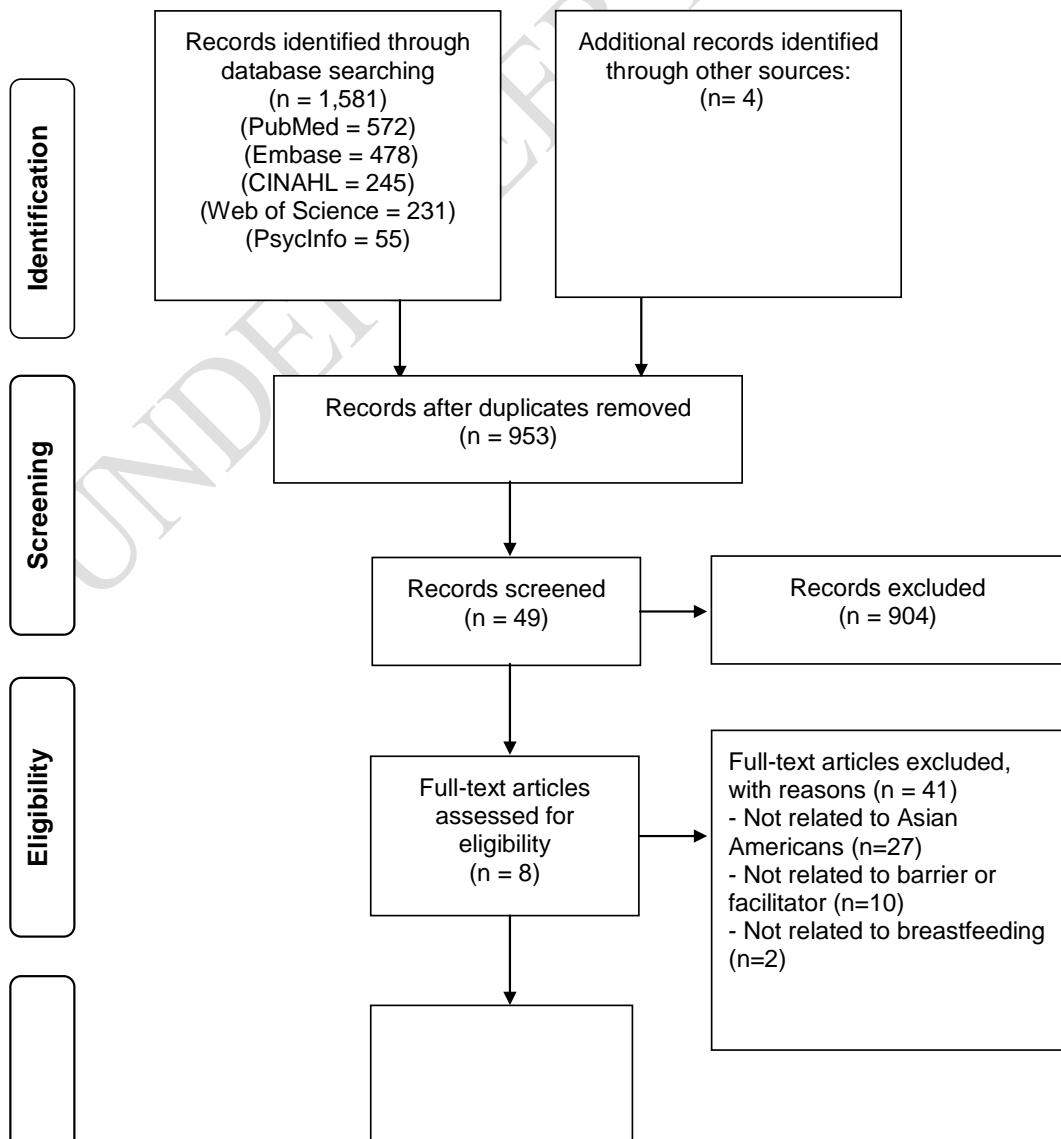 Records identified through
database searching
(n = 1,581)
(PubMed = 572)
(Embase = 478)
(CINAHL = 245)
(Web of Science = 231)
(PsycInfo = 55)
Additional records identified
through other sources:
(n= 4)
Identification
Records after duplicates removed
(n = 953)
Screening
Records screened
(n = 49)
Records excluded
(n = 904)
Eligibility
Full-text articles
assessed for
eligibility
(n = 8)
Full-text articles excluded,
with reasons (n = 41)
- Not related to Asian
Americans (n=27)
- Not related to barrier or
facilitator (n=10)
- Not related to breastfeeding
(n=2)